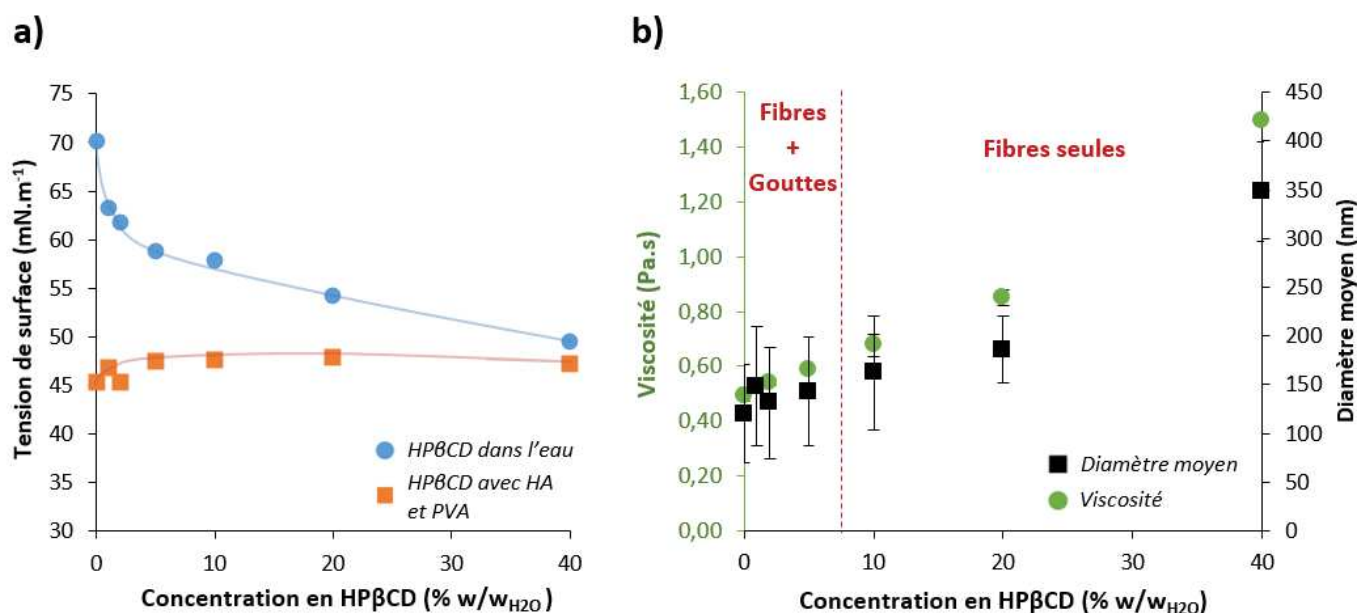 a)
Tension de surface (mN.m⁻¹)
75
70
65
60
55
50
45
40
35
30
HPβCD dans l'eau
HPβCD avec HA
et PVA
0
10
20
30
40
Concentration en HPβCD (% w/wH2O )
b)
Viscosité (Pa.s)
1,60
1,40
1,20
1,00
0,80
0,60
0,40
0,20
0,00
Fibres
+
Gouttes
Fibres seules
Diamètre moyen
Viscosité
450
400
350
300
250
200
150
100
50
0
Diamètre moyen (nm)
0
10
20
30
40
Concentration en HPβCD (% w/wH2O)